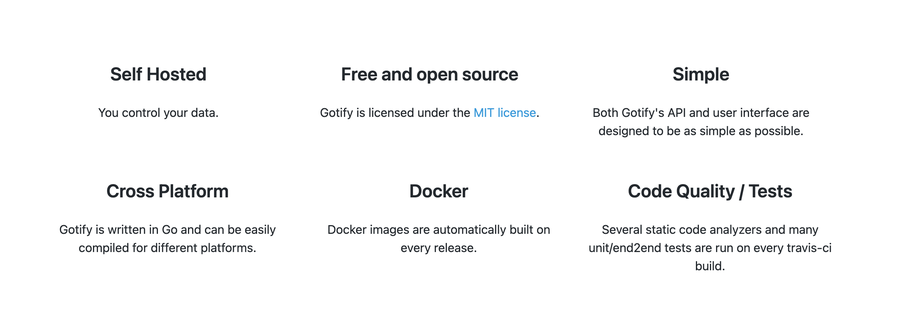 Self Hosted
You control your data.
Free and open source
Gotify is licensed under the MIT license.
Simple
Both Gotify's API and user interface are
designed to be as simple as possible.
Cross Platform
Gotify is written in Go and can be easily
compiled for different platforms.
Docker
Docker images are automatically built on
every release.
Code Quality / Tests
Several static code analyzers and many
unit/end2end tests are run on every travis-ci
build.